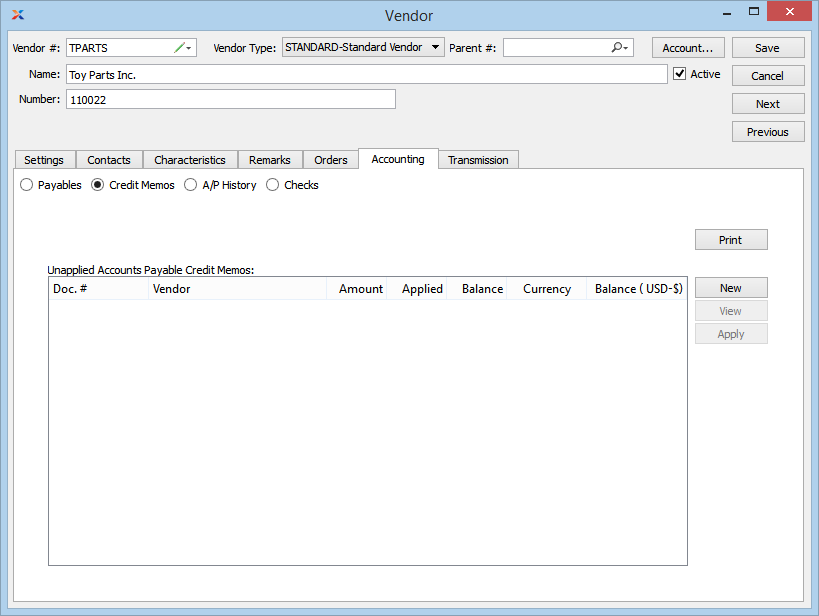 Vendor
Vendor #: TPARTS Vendor Type: STANDARD-Standard Vendor Parent #: Account... Save
Name: Toy Parts Inc. Active Cancel
Number: 110022 Next
Previous
Settings Contacts Characteristics Remarks Orders Accounting Transmission
Payables Credit Memos A/P History Checks
Print
Unapplied Accounts Payable Credit Memos:
Doc. # Vendor Amount Applied Balance Currency Balance ( USD-$) New
View
Apply